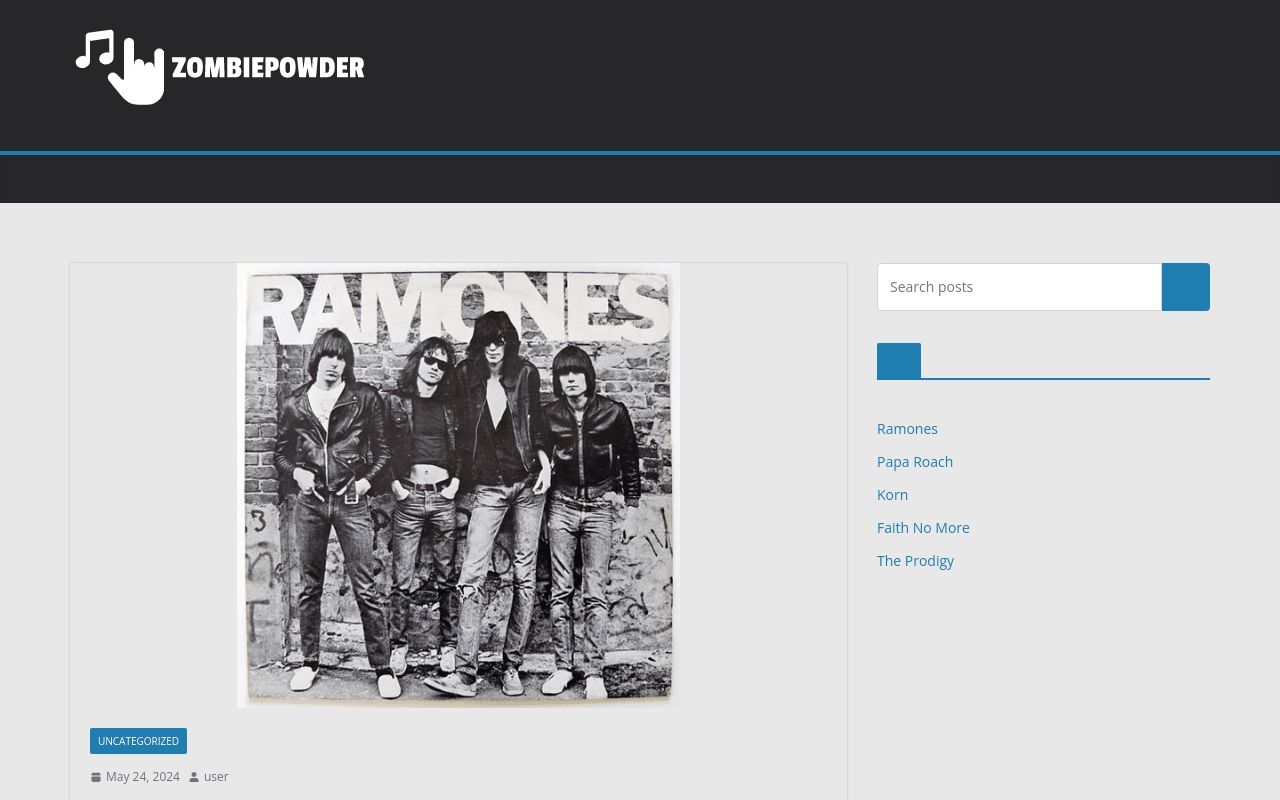 ZOMBIEPOWDER
RAMONES
Search posts
Ramones
Papa Roach
Korn
Faith No More
The Prodigy
UNCATEGORIZED
May 24, 2024 user